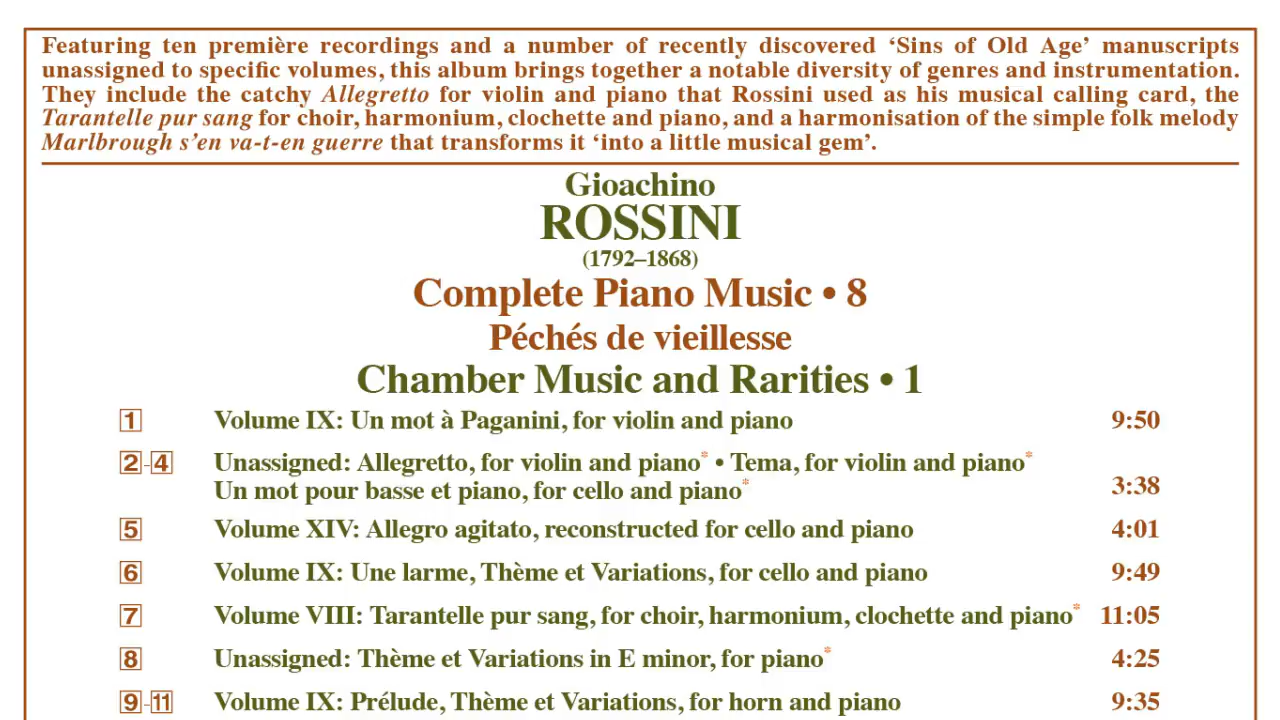 Featuring ten première recordings and a number of recently discovered ‘Sins of Old Age’ manuscripts
unassigned to specific volumes, this album brings together a notable diversity of genres and instrumentation.
They include the catchy Allegretto for violin and piano that Rossini used as his musical calling card, the
Tarantelle pur sang for choir, harmonium, clochette and piano, and a harmonisation of the simple folk melody
Marlbrough s’en va-t-en guerre that transforms it ‘into a little musical gem’.
Gioachino
ROSSINI
(1792–1868)
Complete Piano Music • 8
Péchés de vieillesse
Chamber Music and Rarities • 1
1 Volume IX: Un mot à Paganini, for violin and piano 9:50
2-4 Unassigned: Allegretto, for violin and piano* • Tema, for violin and piano*
Un mot pour basse et piano, for cello and piano* 3:38
5 Volume XIV: Allegro agitato, reconstructed for cello and piano 4:01
6 Volume IX: Une larme, Thème et Variations, for cello and piano 9:49
7 Volume VIII: Tarantelle pur sang, for choir, harmonium, clochette and piano* 11:05
8 Unassigned: Thème et Variations in E minor, for piano* 4:25
9-11 Volume IX: Prélude, Thème et Variations, for horn and piano 9:35